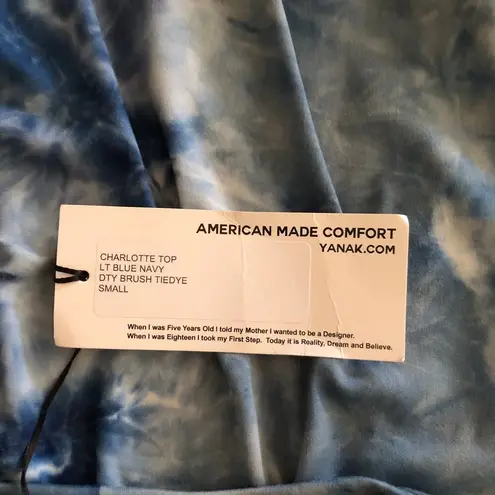 AMERICAN MADE COMFORT
YANAK.COM
CHARLOTTE TOP
LT BLUE NAVY
DTY BRUSH TIEDYE
SMALL
When I was Five Years Old I told my Mother I wanted to be a Designer.
When I was Eighteen I took my First Step. Today it is Reality, Dream and Believe.